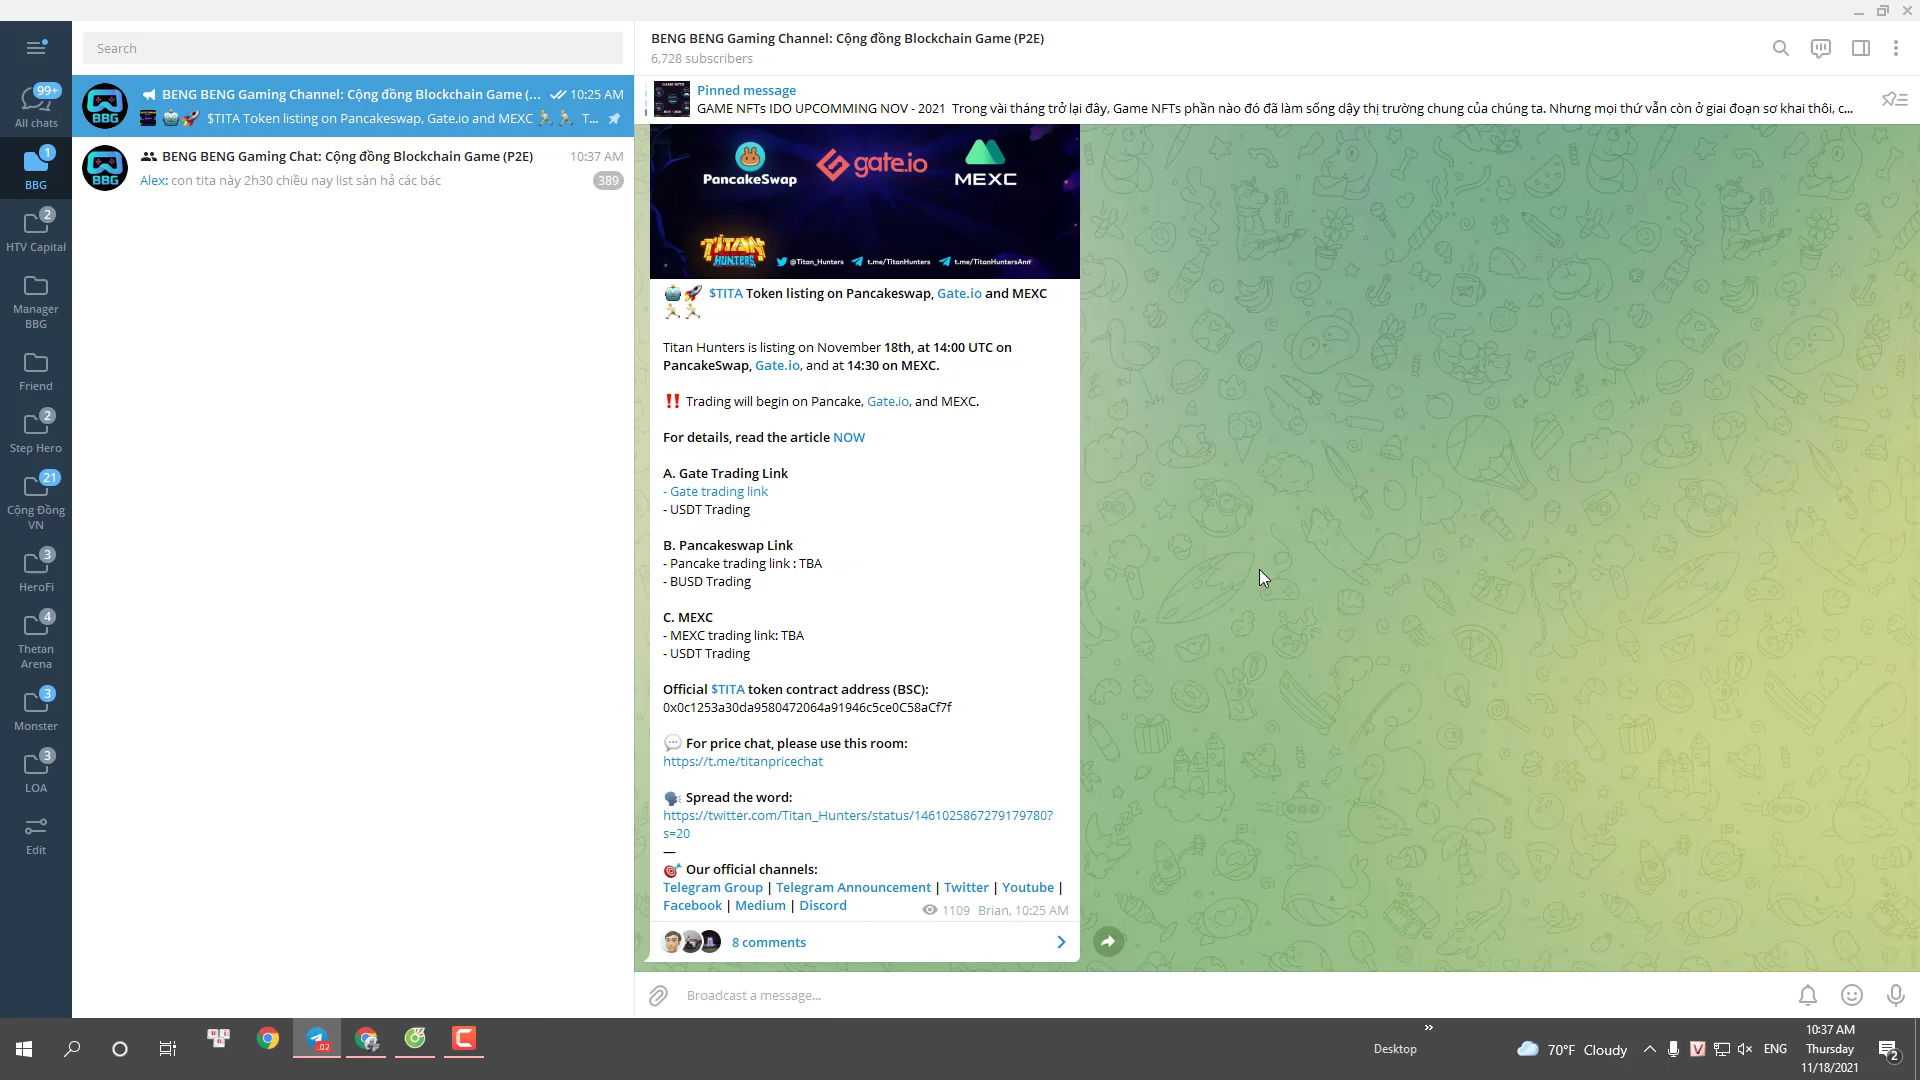 Search
BENG BENG Gaming Channel: Cộng đồng Blockchain Game (P2E)
6,728 subscribers
99+
All chats
1
BBG
2
HTV Capital
Manager
BBG
Friend
2
Step Hero
21
Cộng Đồng
VN
3
HeroFi
4
Thetan
Arena
3
Monster
3
LOA
Edit
BBG
BENG BENG Gaming Channel: Cộng đồng Blockchain Game (... 10:25 AM
$TITA Token listing on Pancakeswap, Gate.io and MEXC T...
BBG
BENG BENG Gaming Chat: Cộng đồng Blockchain Game (P2E) 10:37 AM
Alex: con tita này 2h30 chiều nay list sàn hả các bác 389
Pinned message
GAME NFTs IDO UPCOMMING NOV - 2021 Trong vài tháng trở lại đây, Game NFTs phần nào đó đã làm sống dậy thị trường chung của chúng ta. Nhưng mọi thứ vẫn còn ở giai đoạn sơ khai thôi, c...
PancakeSwap gate.io MEXC
TITAN HUNTERS @Titan_Hunters t.me/TitanHunters t.me/TitanHuntersAnn
$TITA Token listing on Pancakeswap, Gate.io and MEXC
Titan Hunters is listing on November 18th, at 14:00 UTC on
PancakeSwap, Gate.io, and at 14:30 on MEXC.
‼️ Trading will begin on Pancake, Gate.io, and MEXC.
For details, read the article NOW
A. Gate Trading Link
- Gate trading link
- USDT Trading
B. Pancakeswap Link
- Pancake trading link : TBA
- BUSD Trading
C. MEXC
- MEXC trading link: TBA
- USDT Trading
Official $TITA token contract address (BSC):
0x0c1253a30da9580472064a91946c5ce0C58aCf7f
For price chat, please use this room:
https://t.me/titanpricechat
Spread the word:
https://twitter.com/Titan_Hunters/status/1461025867279179780?
s=20
—
Our official channels:
Telegram Group | Telegram Announcement | Twitter | Youtube |
Facebook | Medium | Discord
1109 Brian, 10:25 AM
8 comments
Broadcast a message...
Desktop
»
70°F Cloudy
ENG
10:37 AM
Thursday
11/18/2021
2